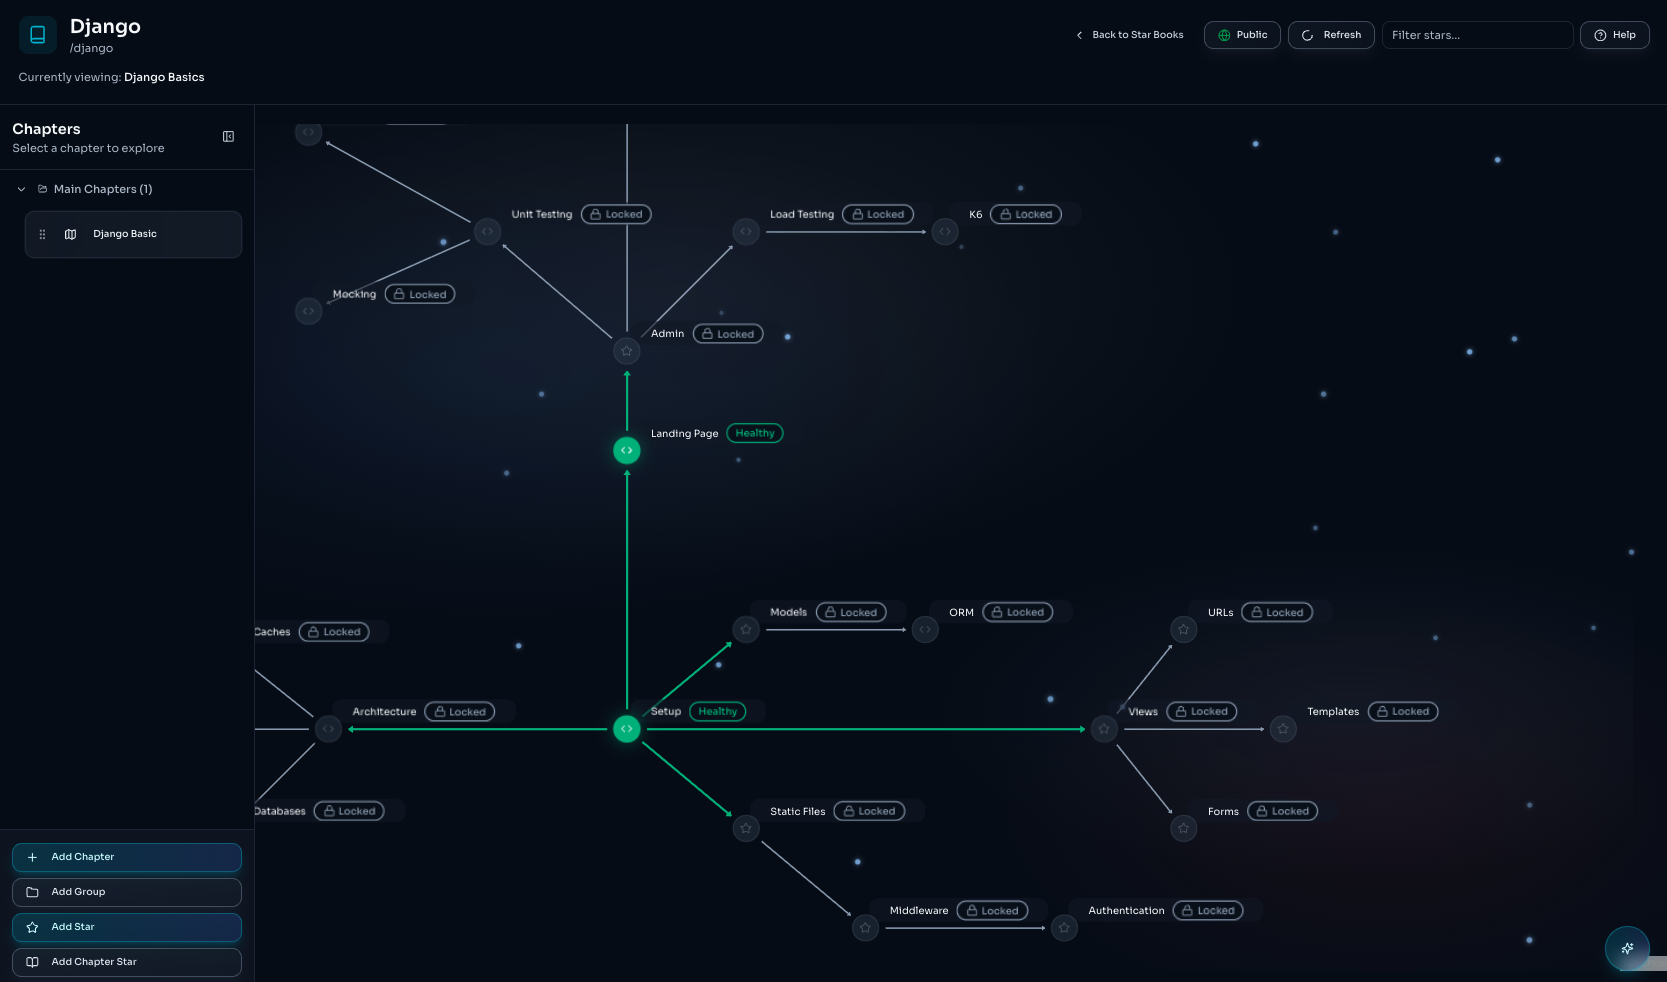 Django
/django
Back to Star Books
Public
Refresh
Filter stars...
Help
Currently viewing: Django Basics
Chapters
Select a chapter to explore
Main Chapters (1)
Django Basic
Unit Testing Locked
Load Testing Locked
K6 Locked
Mocking Locked
Admin Locked
Landing Page Healthy
Models Locked
ORM Locked
URLs Locked
Caches Locked
Architecture Locked
Setup Healthy
Views Locked
Templates Locked
Databases Locked
Static Files Locked
Forms Locked
Middleware Locked
Authentication Locked
Add Chapter
Add Group
Add Star
Add Chapter Star